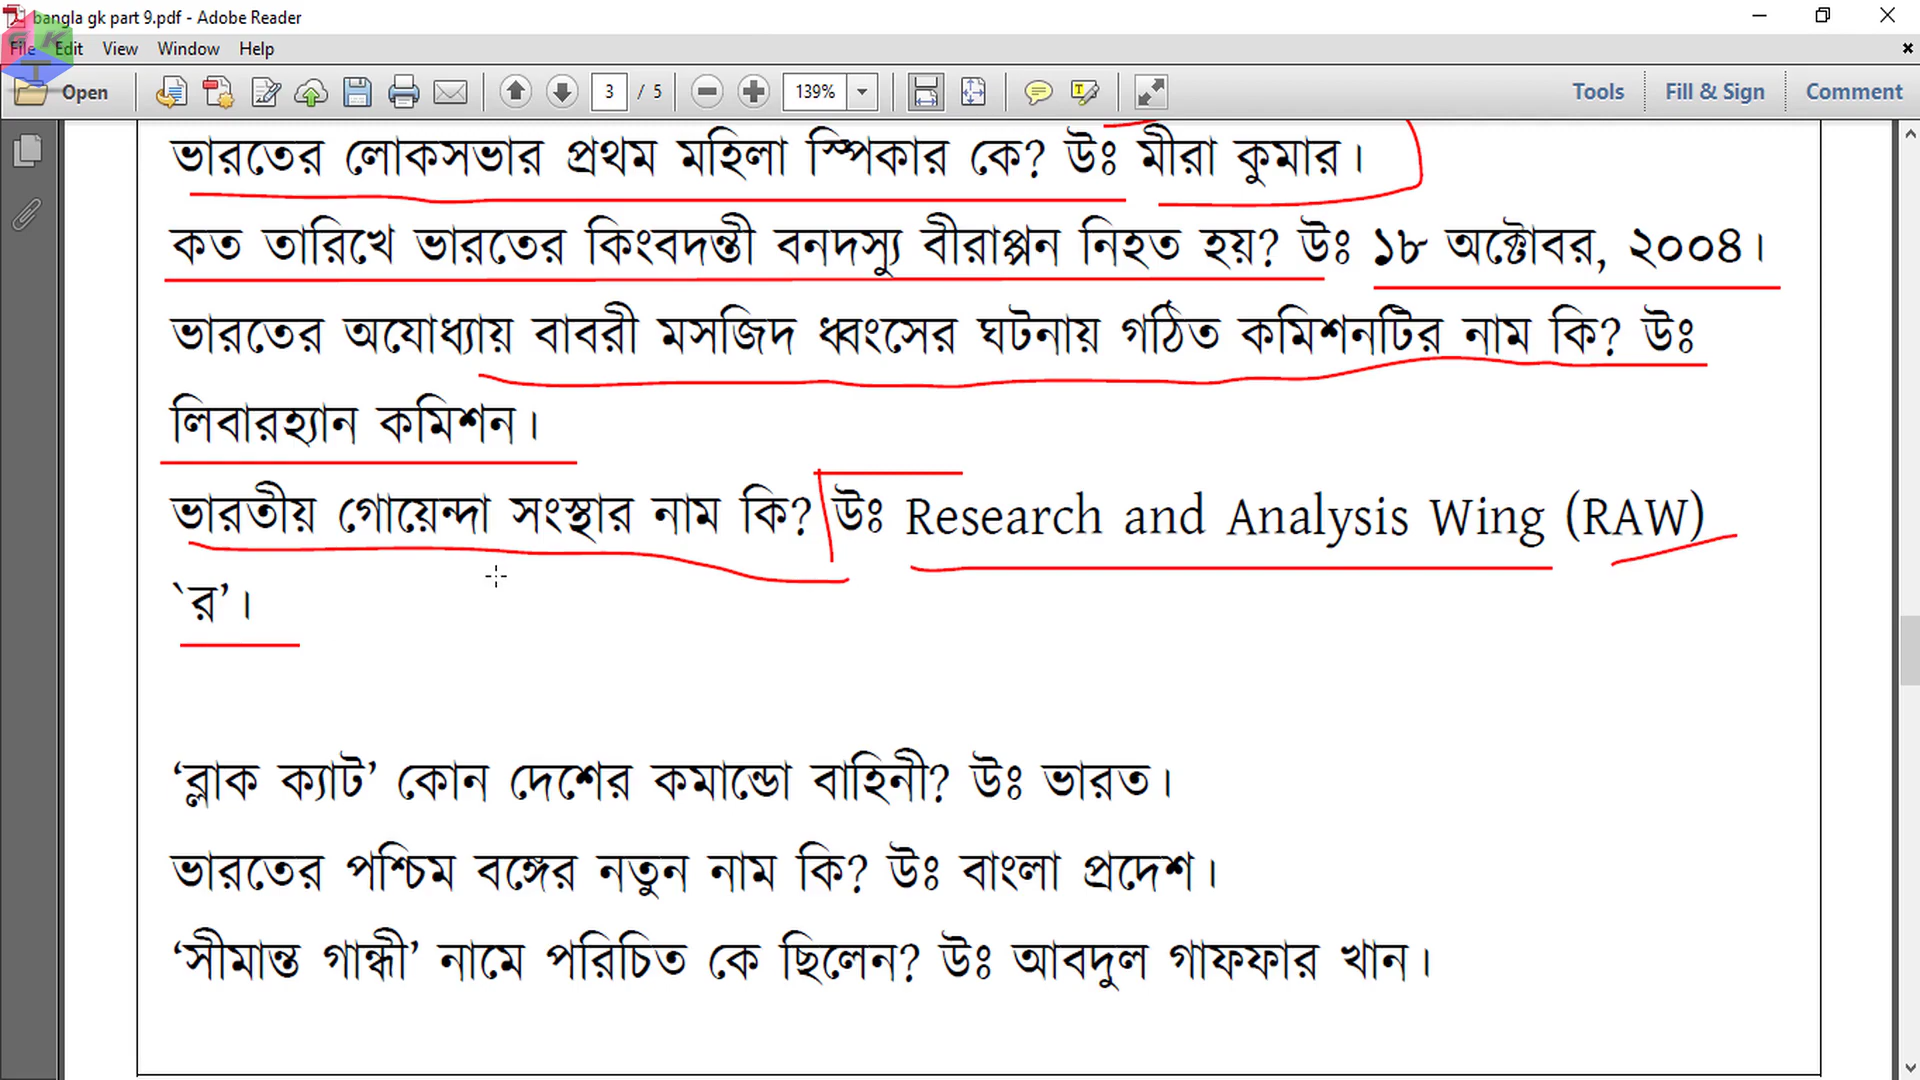 bangla gk part 9.pdf - Adobe Reader
File Edit View Window Help
Open 3 / 5 139% Tools Fill & Sign Comment
ভারতের লোকসভার প্রথম মহিলা স্পিকার কে? উঃ মীরা কুমার।
কত তারিখে ভারতের কিংবদন্তী বনদস্যু বীরাপ্পন নিহত হয়? উঃ ১৮ অক্টোবর, ২০০৪।
ভারতের অযোধ্যায় বাবরী মসজিদ ধ্বংসের ঘটনায় গঠিত কমিশনটির নাম কি? উঃ
লিবারহ্যান কমিশন।
ভারতীয় গোয়েন্দা সংস্থার নাম কি? উঃ Research and Analysis Wing (RAW)
`র’।
‘ব্লাক ক্যাট’ কোন দেশের কমান্ডো বাহিনী? উঃ ভারত।
ভারতের পশ্চিম বঙ্গের নতুন নাম কি? উঃ বাংলা প্রদেশ।
‘সীমান্ত গান্ধী’ নামে পরিচিত কে ছিলেন? উঃ আবদুল গাফফার খান।